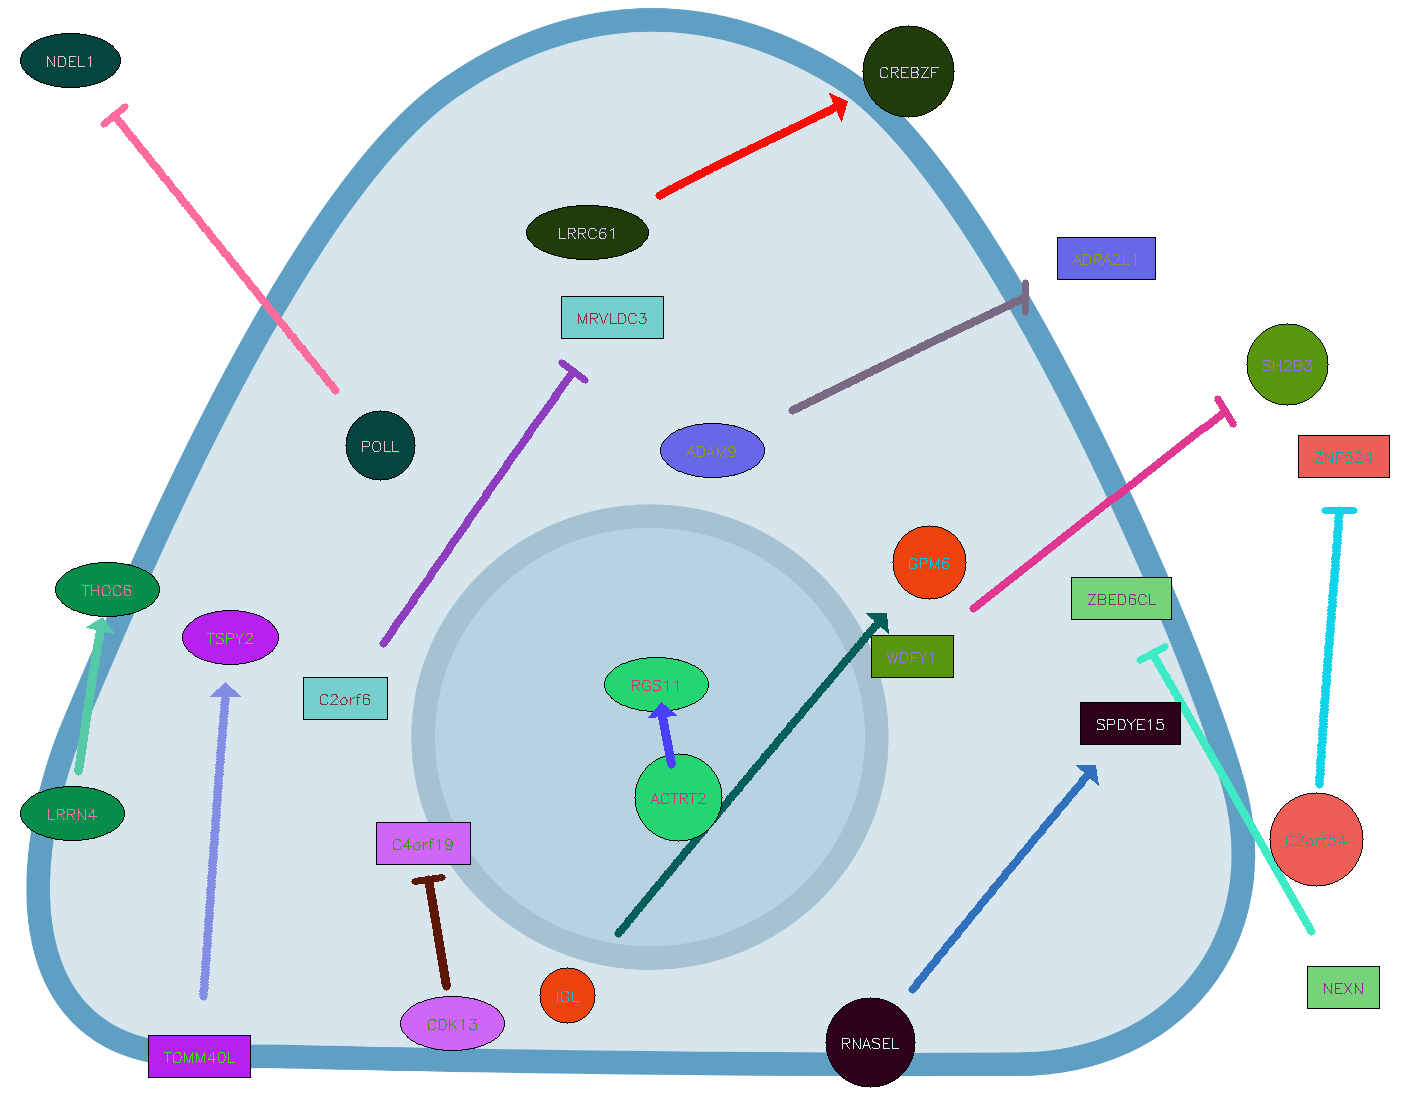 NDEL1
CREBZF
LRRC61
ADRA2L1
MRVLDC3
SH2B3
POLL
ADAM9
ZNF524
GPM6
THOC6
ZBED6CL
TSPY2
WDFY1
RGS11
C2orf6
SPDYE15
ACTRT2
LRRN4
C4orf19
C2orf54
NEXN
IGL
CDK13
RNASEL
TOMM40L